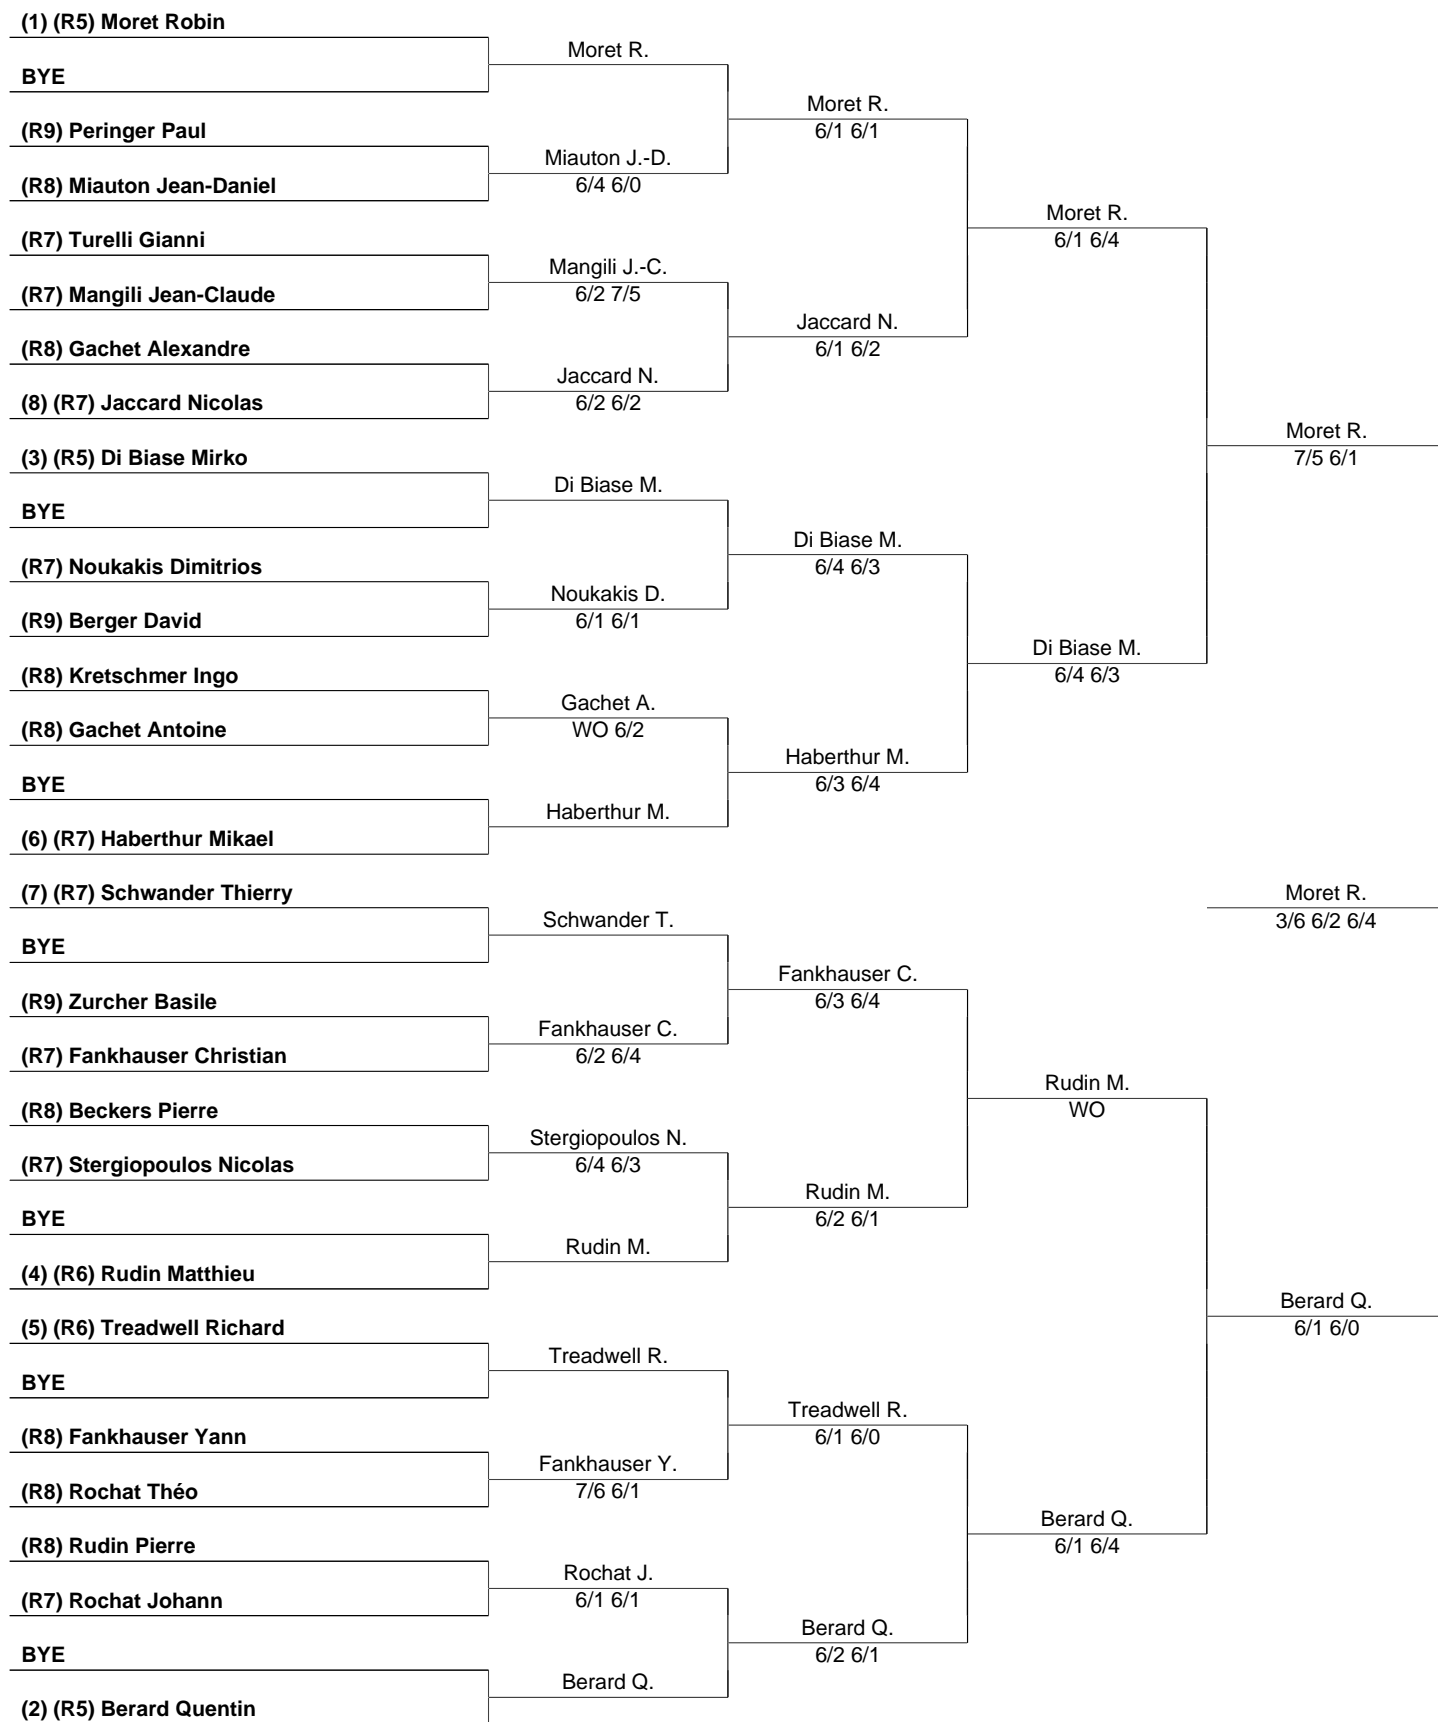 (1) (R5) Moret Robin
Moret R.
BYE
Moret R.
6/1 6/1
(R9) Peringer Paul
Miauton J.-D.
6/4 6/0
(R8) Miauton Jean-Daniel
Moret R.
6/1 6/4
(R7) Turelli Gianni
Mangili J.-C.
6/2 7/5
(R7) Mangili Jean-Claude
Jaccard N.
6/1 6/2
(R8) Gachet Alexandre
Jaccard N.
6/2 6/2
(8) (R7) Jaccard Nicolas
Moret R.
7/5 6/1
(3) (R5) Di Biase Mirko
Di Biase M.
BYE
Di Biase M.
6/4 6/3
(R7) Noukakis Dimitrios
Noukakis D.
6/1 6/1
(R9) Berger David
Di Biase M.
6/4 6/3
(R8) Kretschmer Ingo
Gachet A.
WO 6/2
(R8) Gachet Antoine
Haberthur M.
6/3 6/4
BYE
Haberthur M.
(6) (R7) Haberthur Mikael
(7) (R7) Schwander Thierry
Moret R.
3/6 6/2 6/4
Schwander T.
BYE
Fankhauser C.
6/3 6/4
(R9) Zurcher Basile
Fankhauser C.
6/2 6/4
(R7) Fankhauser Christian
Rudin M.
WO
(R8) Beckers Pierre
Stergiopoulos N.
6/4 6/3
(R7) Stergiopoulos Nicolas
Rudin M.
6/2 6/1
BYE
Rudin M.
(4) (R6) Rudin Matthieu
Berard Q.
6/1 6/0
(5) (R6) Treadwell Richard
Treadwell R.
BYE
Treadwell R.
6/1 6/0
(R8) Fankhauser Yann
Fankhauser Y.
7/6 6/1
(R8) Rochat Théo
Berard Q.
6/1 6/4
(R8) Rudin Pierre
Rochat J.
6/1 6/1
(R7) Rochat Johann
Berard Q.
6/2 6/1
BYE
Berard Q.
(2) (R5) Berard Quentin